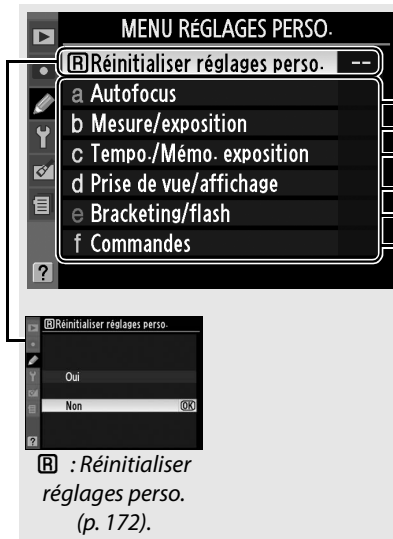 MENU RÉGLAGES PERSO.
R Réinitialiser réglages perso. --
a Autofocus
b Mesure/exposition
c Tempo./Mémo. exposition
d Prise de vue/affichage
e Bracketing/flash
f Commandes
?
R Réinitialiser réglages perso.
Oui
Non OK
?
R : Réinitialiser
réglages perso.
(p. 172).